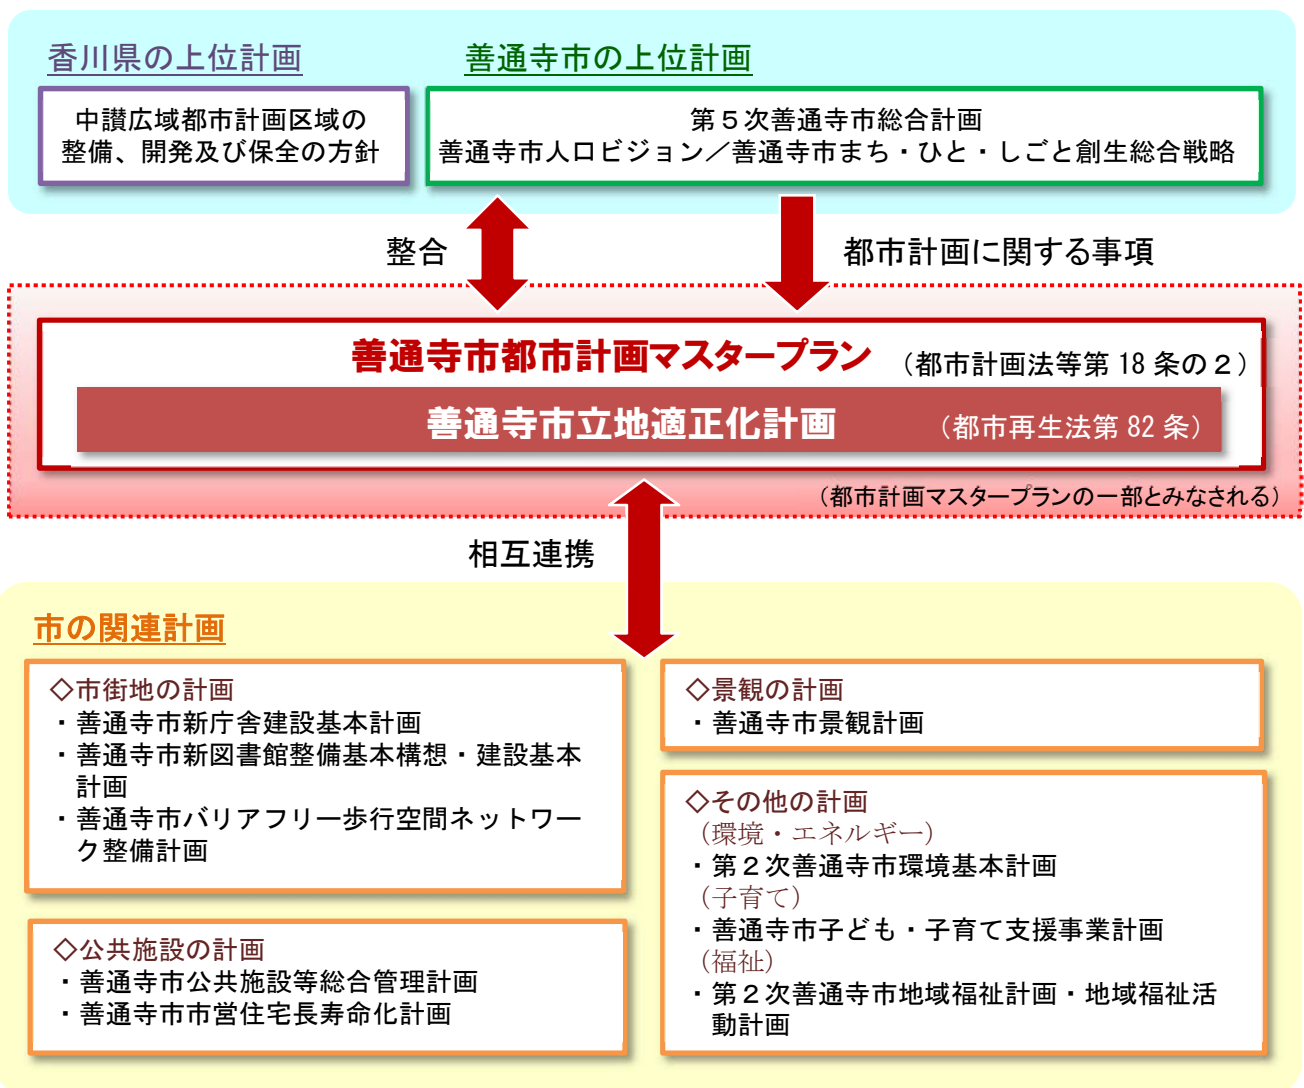 香川県の上位計画
中讃広域都市計画区域の
整備、開発及び保全の方針
善通寺市の上位計画
第５次善通寺市総合計画
善通寺市人口ビジョン／善通寺市まち・ひと・しごと創生総合戦略
整合
都市計画に関する事項
善通寺市都市計画マスタープラン （都市計画法等第 18 条の２）
善通寺市立地適正化計画 （都市再生法第 82 条）
（都市計画マスタープランの一部とみなされる）
相互連携
市の関連計画
◇市街地の計画
・善通寺市新庁舎建設基本計画
・善通寺市新図書館整備基本構想・建設基本
計画
・善通寺市バリアフリー歩行空間ネットワー
ク整備計画
◇公共施設の計画
・善通寺市公共施設等総合管理計画
・善通寺市市営住宅長寿命化計画
◇景観の計画
・善通寺市景観計画
◇その他の計画
（環境・エネルギー）
・第２次善通寺市環境基本計画
（子育て）
・善通寺市子ども・子育て支援事業計画
（福祉）
・第２次善通寺市地域福祉計画・地域福祉活
動計画